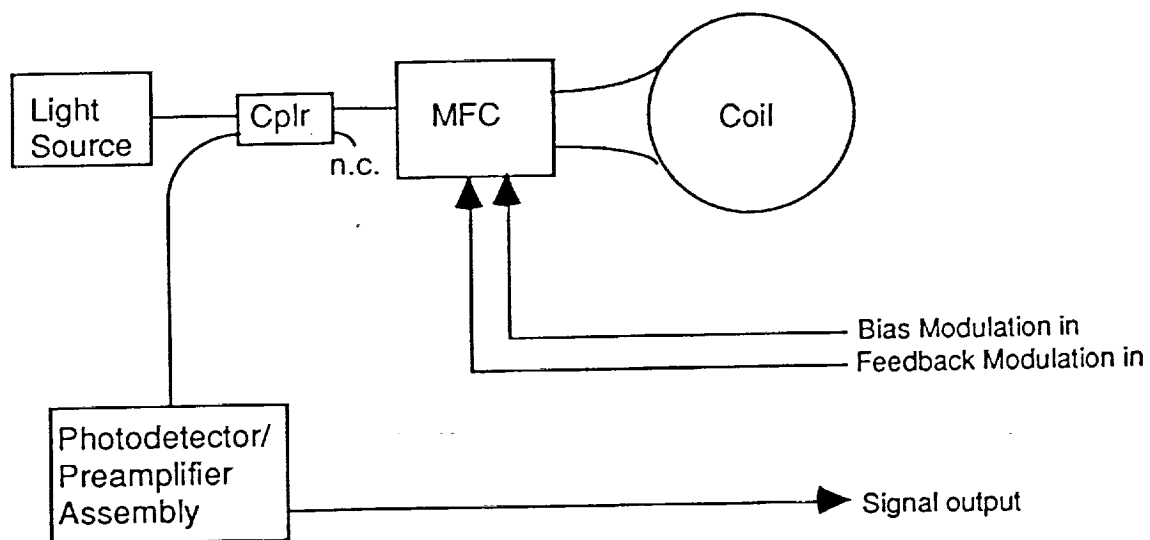 Light
Source
Cplr
n.c.
MFC
Coil
Bias Modulation in
Feedback Modulation in
Photodetector/
Preamplifier
Assembly
Signal output